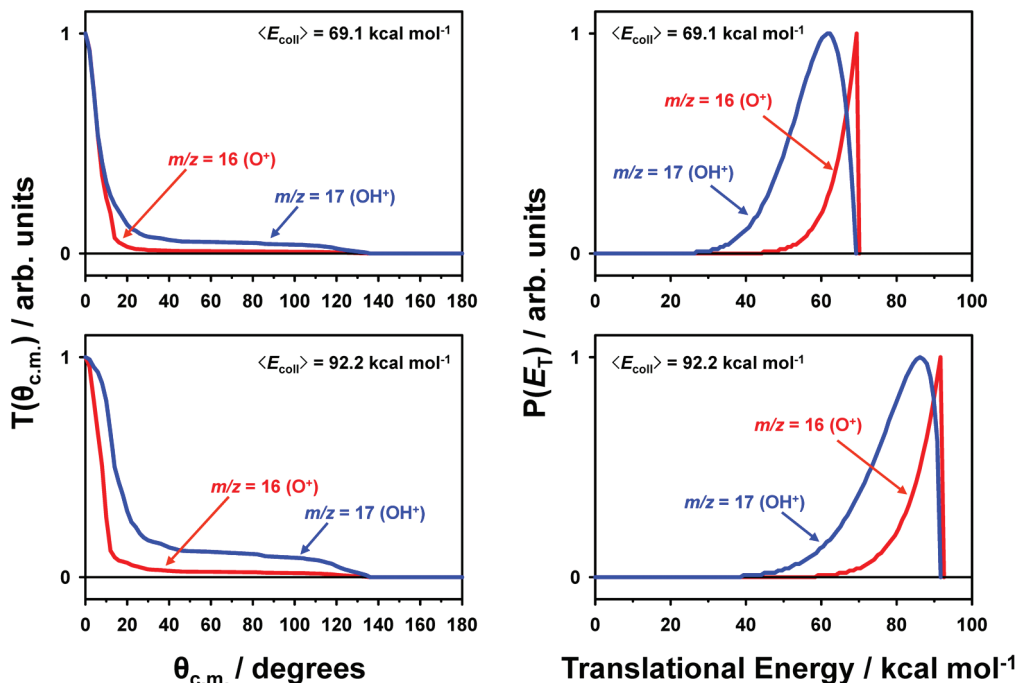 T(θc.m.) / arb. units
1
0
⟨Ecoll⟩ = 69.1 kcal mol-1
m/z = 16 (O+)
m/z = 17 (OH+)
0 20 40 60 80 100 120 140 160 180
1
0
⟨Ecoll⟩ = 92.2 kcal mol-1
m/z = 16 (O+)
m/z = 17 (OH+)
0 20 40 60 80 100 120 140 160 180
θc.m. / degrees
P(ET) / arb. units
1
0
⟨Ecoll⟩ = 69.1 kcal mol-1
m/z = 16 (O+)
m/z = 17 (OH+)
0 20 40 60 80 100
1
0
⟨Ecoll⟩ = 92.2 kcal mol-1
m/z = 16 (O+)
m/z = 17 (OH+)
0 20 40 60 80 100
Translational Energy / kcal mol-1